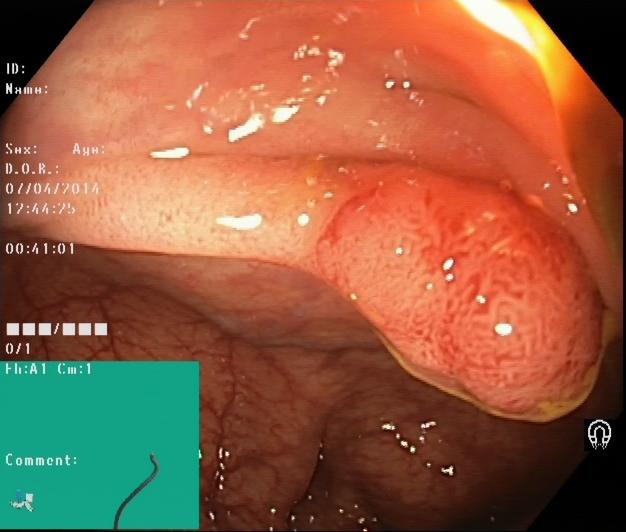 ID:
Name:
Sex: Age:
D.O.B.:
07/04/2014
12:44:25
00:41:01
■■■/■■■
0/1
Eh:A1 Cm:1
Comment: